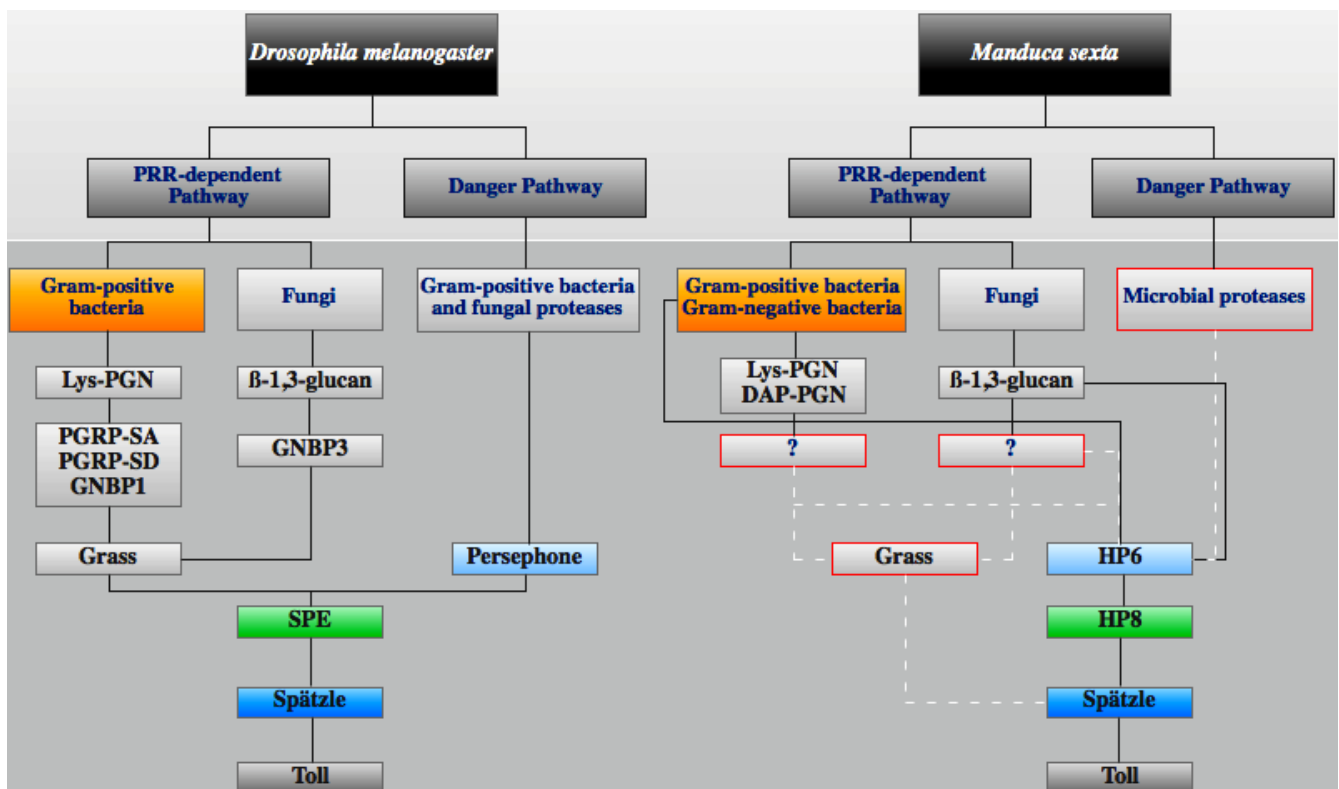 Drosophila melanogaster
Manduca sexta
PRR-dependent
Pathway
Danger Pathway
PRR-dependent
Pathway
Danger Pathway
Gram-positive
bacteria
Fungi
Gram-positive bacteria
and fungal proteases
Gram-positive bacteria
Gram-negative bacteria
Fungi
Microbial proteases
Lys-PGN
ß-1,3-glucan
Lys-PGN
DAP-PGN
ß-1,3-glucan
PGRP-SA
PGRP-SD
GNBP1
GNBP3
?
?
Grass
Persephone
Grass
HP6
SPE
HP8
Spätzle
Spätzle
Toll
Toll